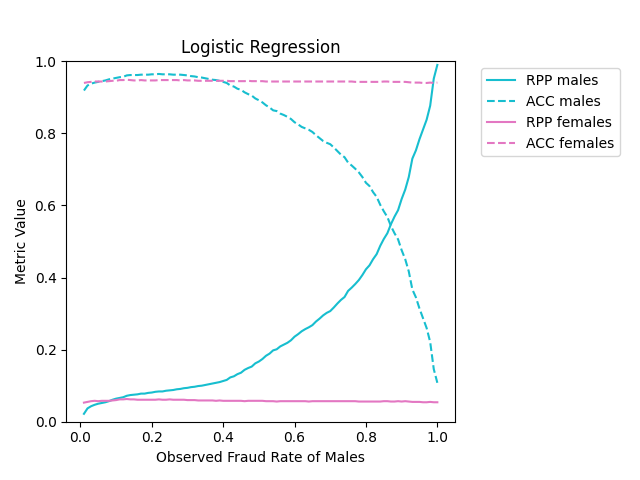 Logistic Regression
1.0
0.8
0.6
0.4
0.2
0.0
Metric Value
0.0 0.2 0.4 0.6 0.8 1.0
Observed Fraud Rate of Males
RPP males
ACC males
RPP females
ACC females